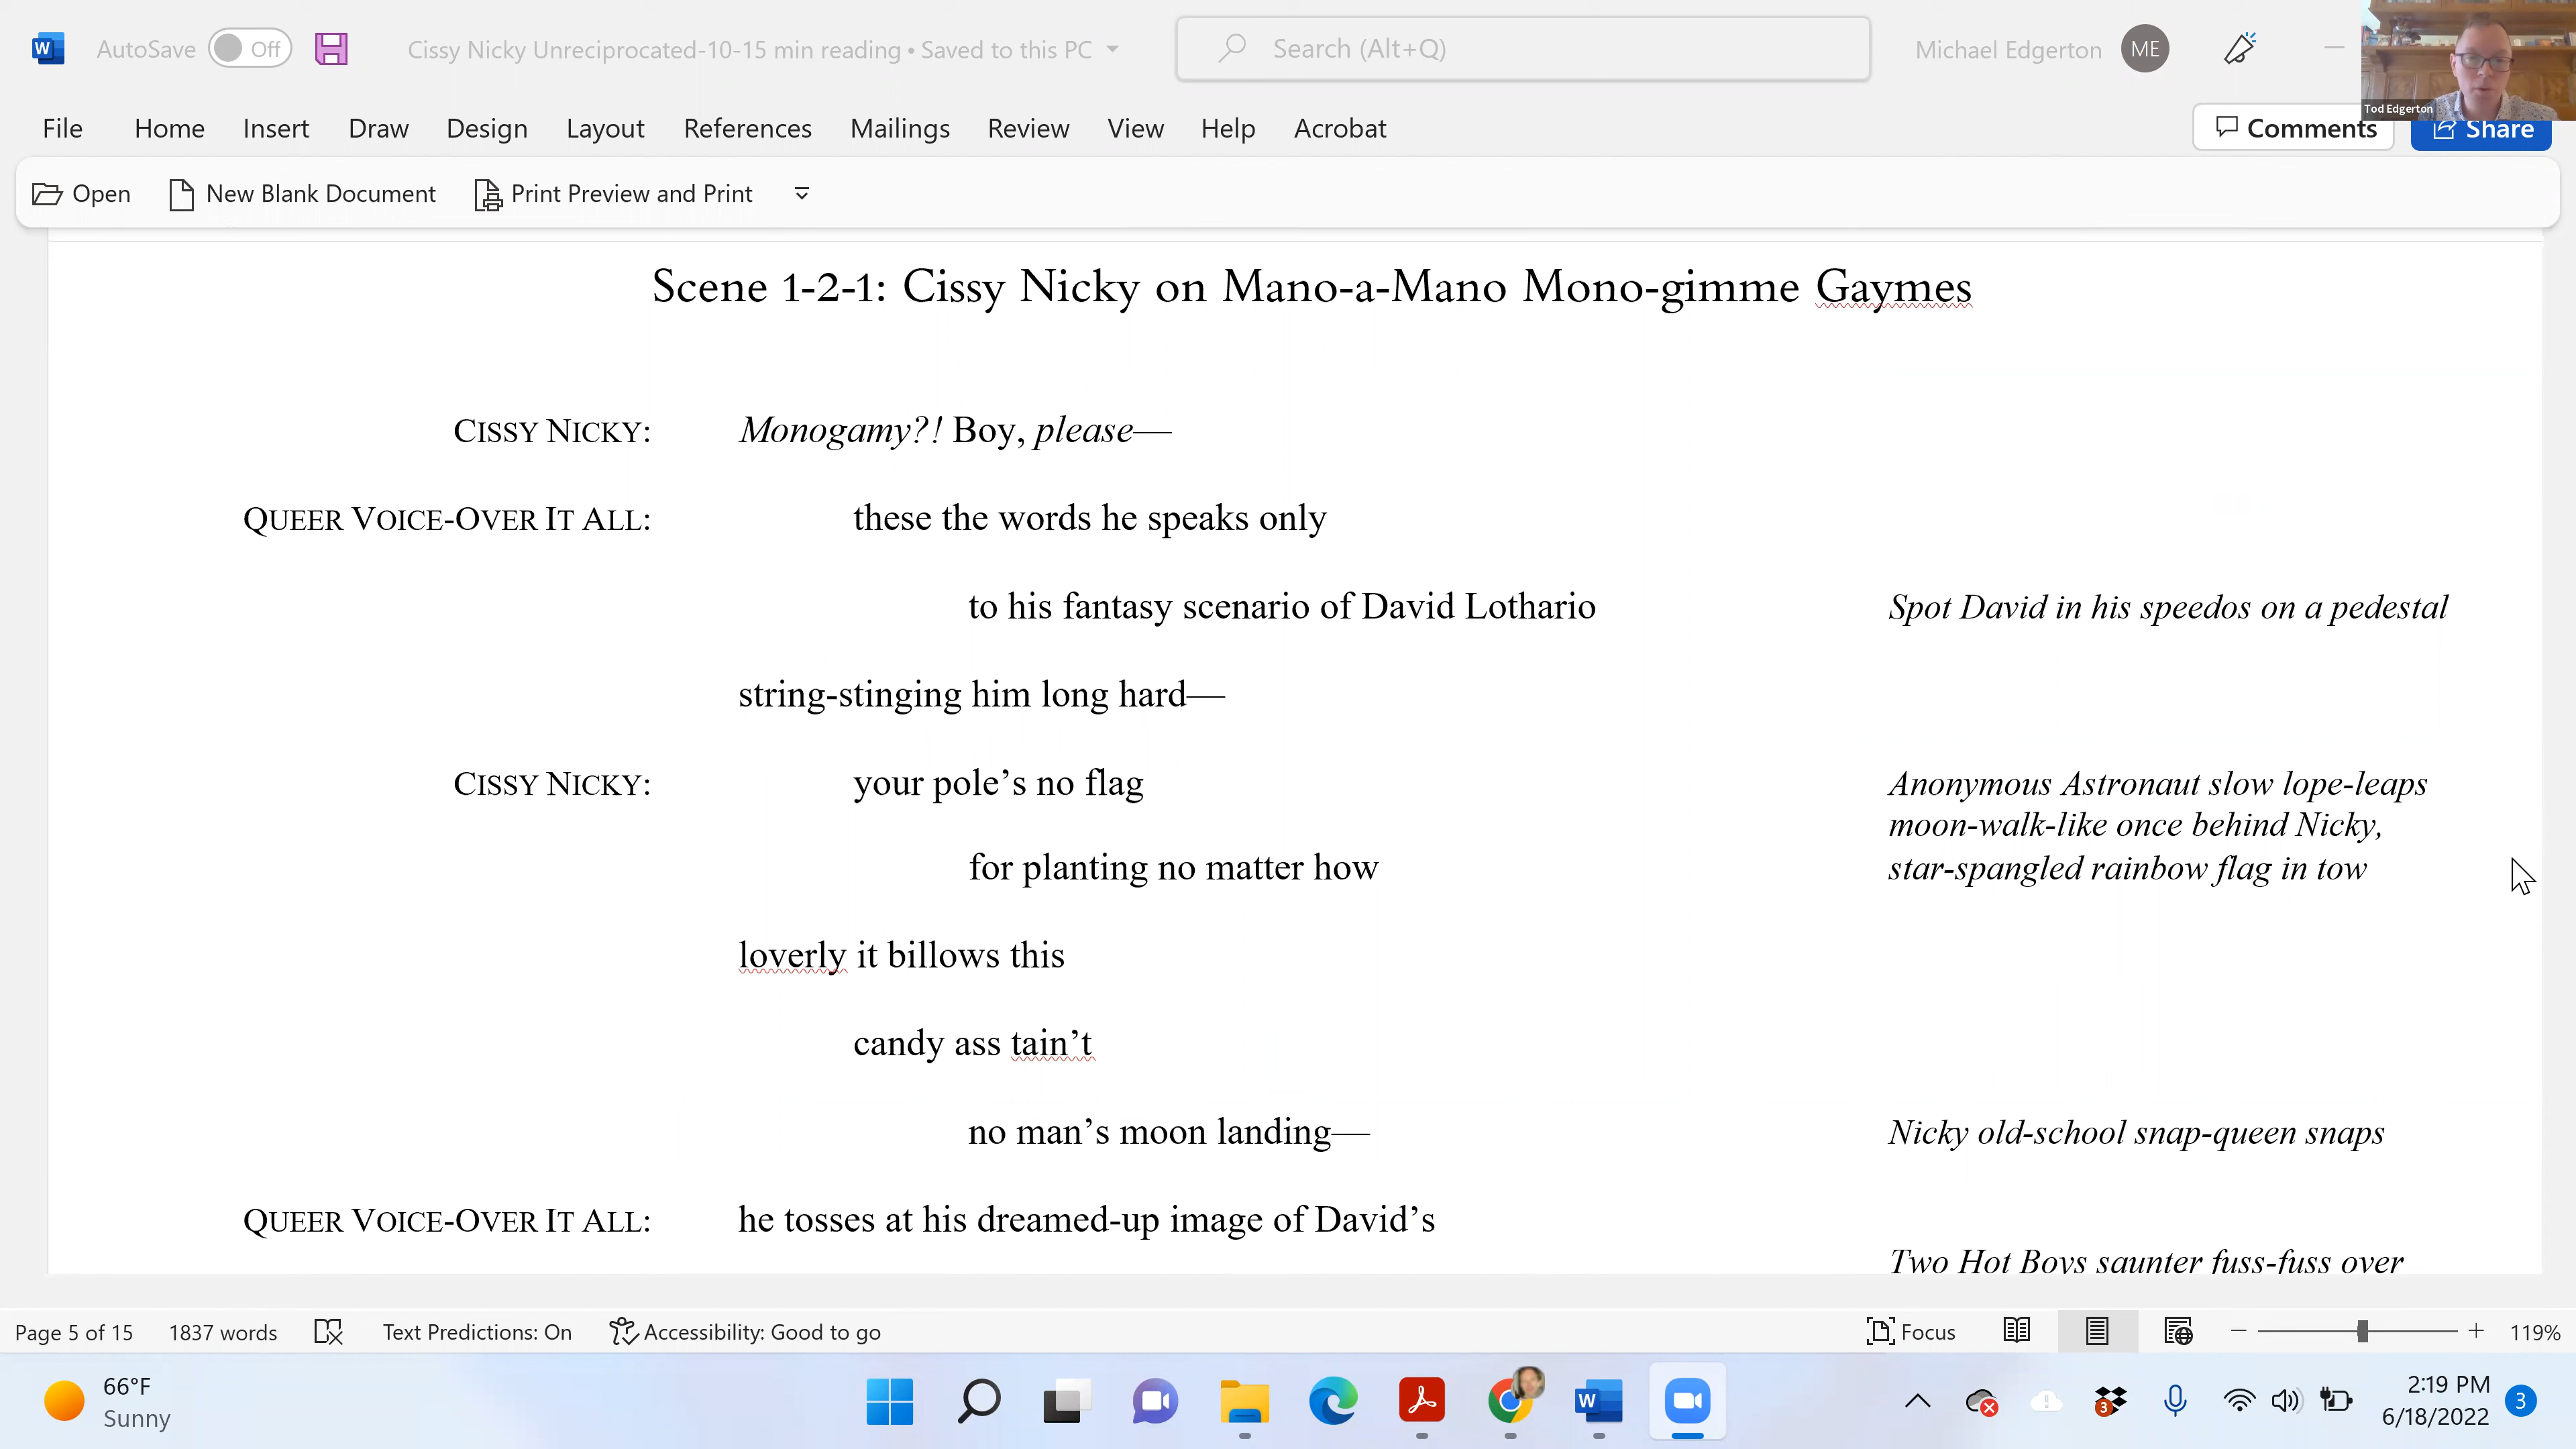 AutoSave Off Cissy Nicky Unreciprocated-10-15 min reading • Saved to this PC Search (Alt+Q) Michael Edgerton ME
Tod Edgerton
File Home Insert Draw Design Layout References Mailings Review View Help Acrobat Comments Share
Open New Blank Document Print Preview and Print
Scene 1-2-1: Cissy Nicky on Mano-a-Mano Mono-gimme Gaymes
CISSY NICKY: Monogamy?! Boy, please—
QUEER VOICE-OVER IT ALL: these the words he speaks only
to his fantasy scenario of David Lothario Spot David in his speedos on a pedestal
string-stinging him long hard—
CISSY NICKY: your pole's no flag Anonymous Astronaut slow lope-leaps
moon-walk-like once behind Nicky,
for planting no matter how star-spangled rainbow flag in tow
loverly it billows this
candy ass tain't
no man's moon landing— Nicky old-school snap-queen snaps
QUEER VOICE-OVER IT ALL: he tosses at his dreamed-up image of David's
Two Hot Boys saunter fuss-fuss over
Page 5 of 15 1837 words Text Predictions: On Accessibility: Good to go Focus 119%
66°F
Sunny
2:19 PM
6/18/2022
3
3